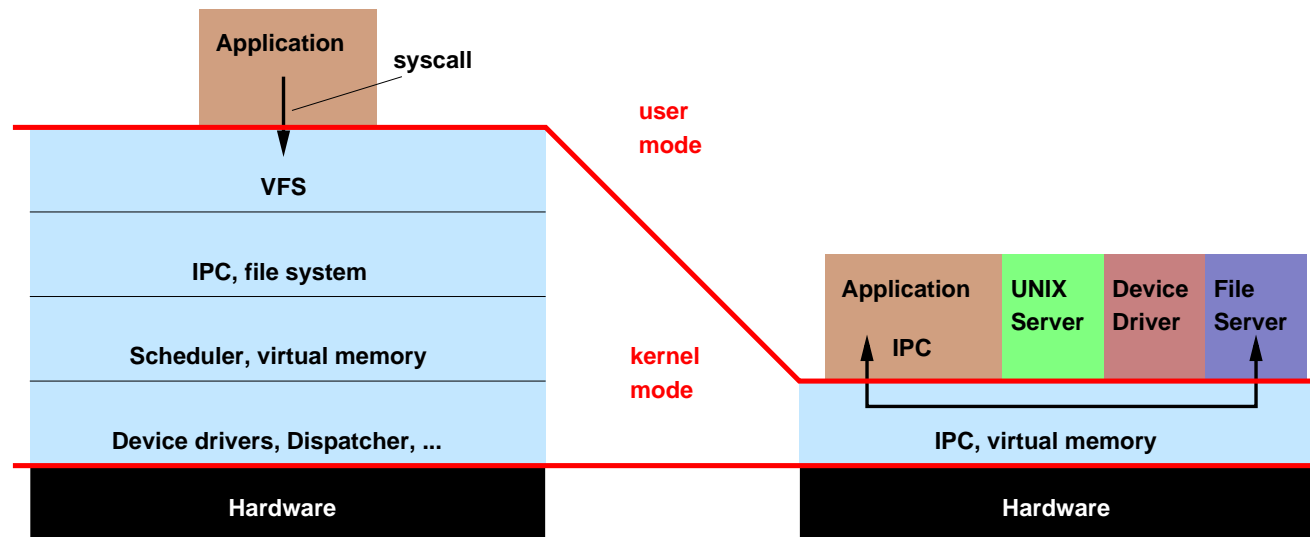 Application
syscall
VFS
IPC, file system
Scheduler, virtual memory
Device drivers, Dispatcher, ...
Hardware
user
mode
kernel
mode
Application
IPC
UNIX
Server
Device
Driver
File
Server
IPC, virtual memory
Hardware